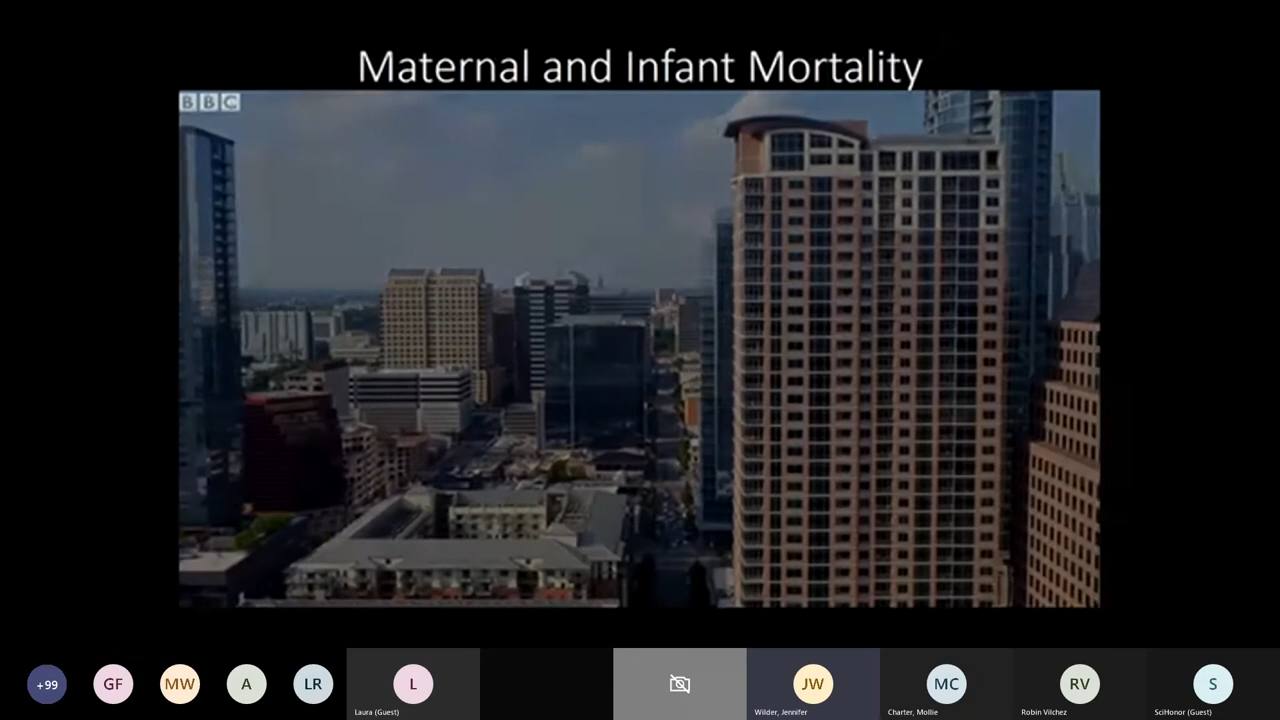 Maternal and Infant Mortality
BBC
+99
GF
MW
A
LR
L
JW
MC
RV
S
Laura (Guest)
Wilder, Jennifer
Charter, Mollie
Robin Vilchez
SciHonor (Guest)